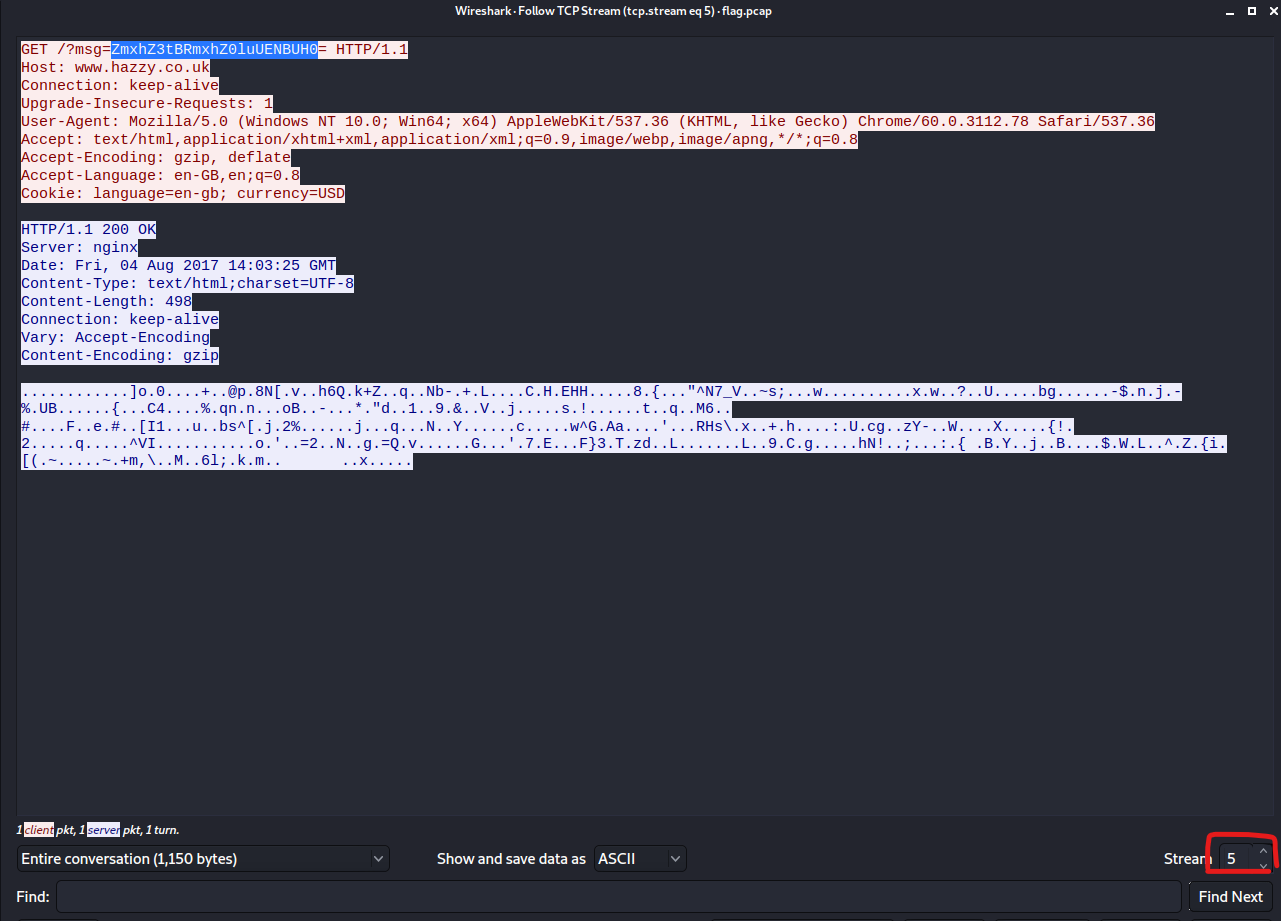 Wireshark · Follow TCP Stream (tcp.stream eq 5) · flag.pcap
GET /?msg=ZmxhZ3tBRmxhZ0luUENBUH0= HTTP/1.1
Host: www.hazzy.co.uk
Connection: keep-alive
Upgrade-Insecure-Requests: 1
User-Agent: Mozilla/5.0 (Windows NT 10.0; Win64; x64) AppleWebKit/537.36 (KHTML, like Gecko) Chrome/60.0.3112.78 Safari/537.36
Accept: text/html,application/xhtml+xml,application/xml;q=0.9,image/webp,image/apng,*/*;q=0.8
Accept-Encoding: gzip, deflate
Accept-Language: en-GB,en;q=0.8
Cookie: language=en-gb; currency=USD
HTTP/1.1 200 OK
Server: nginx
Date: Fri, 04 Aug 2017 14:03:25 GMT
Content-Type: text/html;charset=UTF-8
Content-Length: 498
Connection: keep-alive
Vary: Accept-Encoding
Content-Encoding: gzip
............]o.0....+..@p.8N[.v..h6Q.k+Z..q..Nb-.+.L....C.H.EHH.....8.{..."^N7_V..~s;...w..........x.w..?..U.....bg......-$.n.j.-
%.UB......{...C4....%.qn.n...oB..-...*."d..1..9.&..V..j.....s.!......t..q..M6..
#....F..e.#..[I1...u..bs^[.j.2%......j...q...N..Y......c.....w^G.Aa....'...RHs\.x..+.h....:.U.cg..zY-..W....X.....{!.
2.....q.....^VI...........o.'..=2..N..g.=Q.v......G...'.7.E...F}3.T.zd..L.......L..9.C.g.....hN!..;...:.{ .B.Y..j..B....$.W.L..^.Z.{i.
[(.~.....~.+m,\..M..6l;.k.m.. ..x.....
1 client pkt, 1 server pkt, 1 turn.
Entire conversation (1,150 bytes) Show and save data as ASCII Stream 5
Find: Find Next